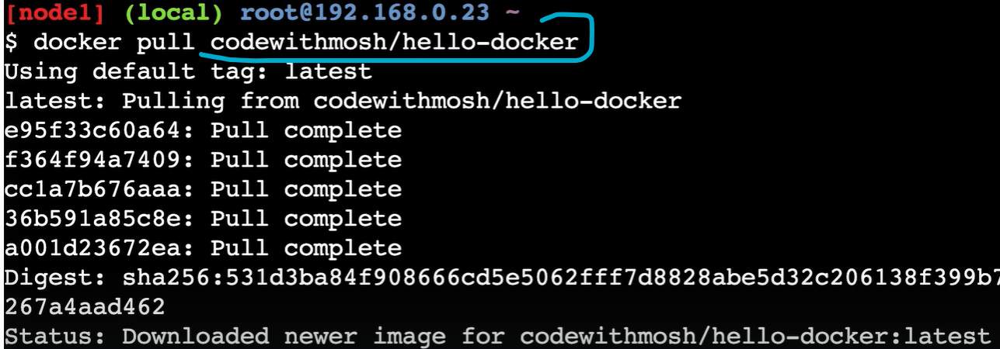 [node1] (local) root@192.168.0.23 ~
$ docker pull codewithmosh/hello-docker
Using default tag: latest
latest: Pulling from codewithmosh/hello-docker
e95f33c60a64: Pull complete
f364f94a7409: Pull complete
cc1a7b676aaa: Pull complete
36b591a85c8e: Pull complete
a001d23672ea: Pull complete
Digest: sha256:531d3ba84f908666cd5e5062fff7d8828abe5d32c206138f399b7
267a4aad462
Status: Downloaded newer image for codewithmosh/hello-docker:latest